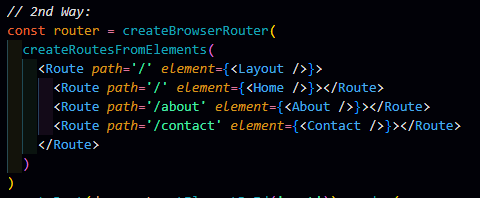 // 2nd Way:
const router = createBrowserRouter(
createRoutesFromElements(
<Route path='/' element={<Layout />}>
<Route path='/' element={<Home />}></Route>
<Route path='/about' element={<About />}></Route>
<Route path='/contact' element={<Contact />}></Route>
</Route>
)
)